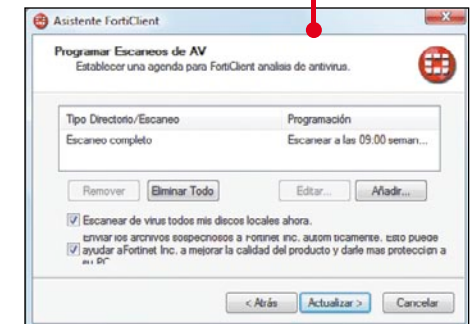 Asistente FortiClient
Programar Escaneos de AV
Establecer una agenda para FortiClient analisis de antivirus.
Tipo Directorio/Escaneo Programación
Escaneo completo Escanear a las 09:00 seman...
Remover Eliminar Todo Editar... Añadir...
Escanear de virus todos mis discos locales ahora.
Enviar los archivos sospechosos a Fortinet Inc. autom ticamente. Esto puede
ayudar aFortinet Inc. a mejorar la calidad del producto y darle mas proteccion a
su PC
< Atrás Actualizar > Cancelar